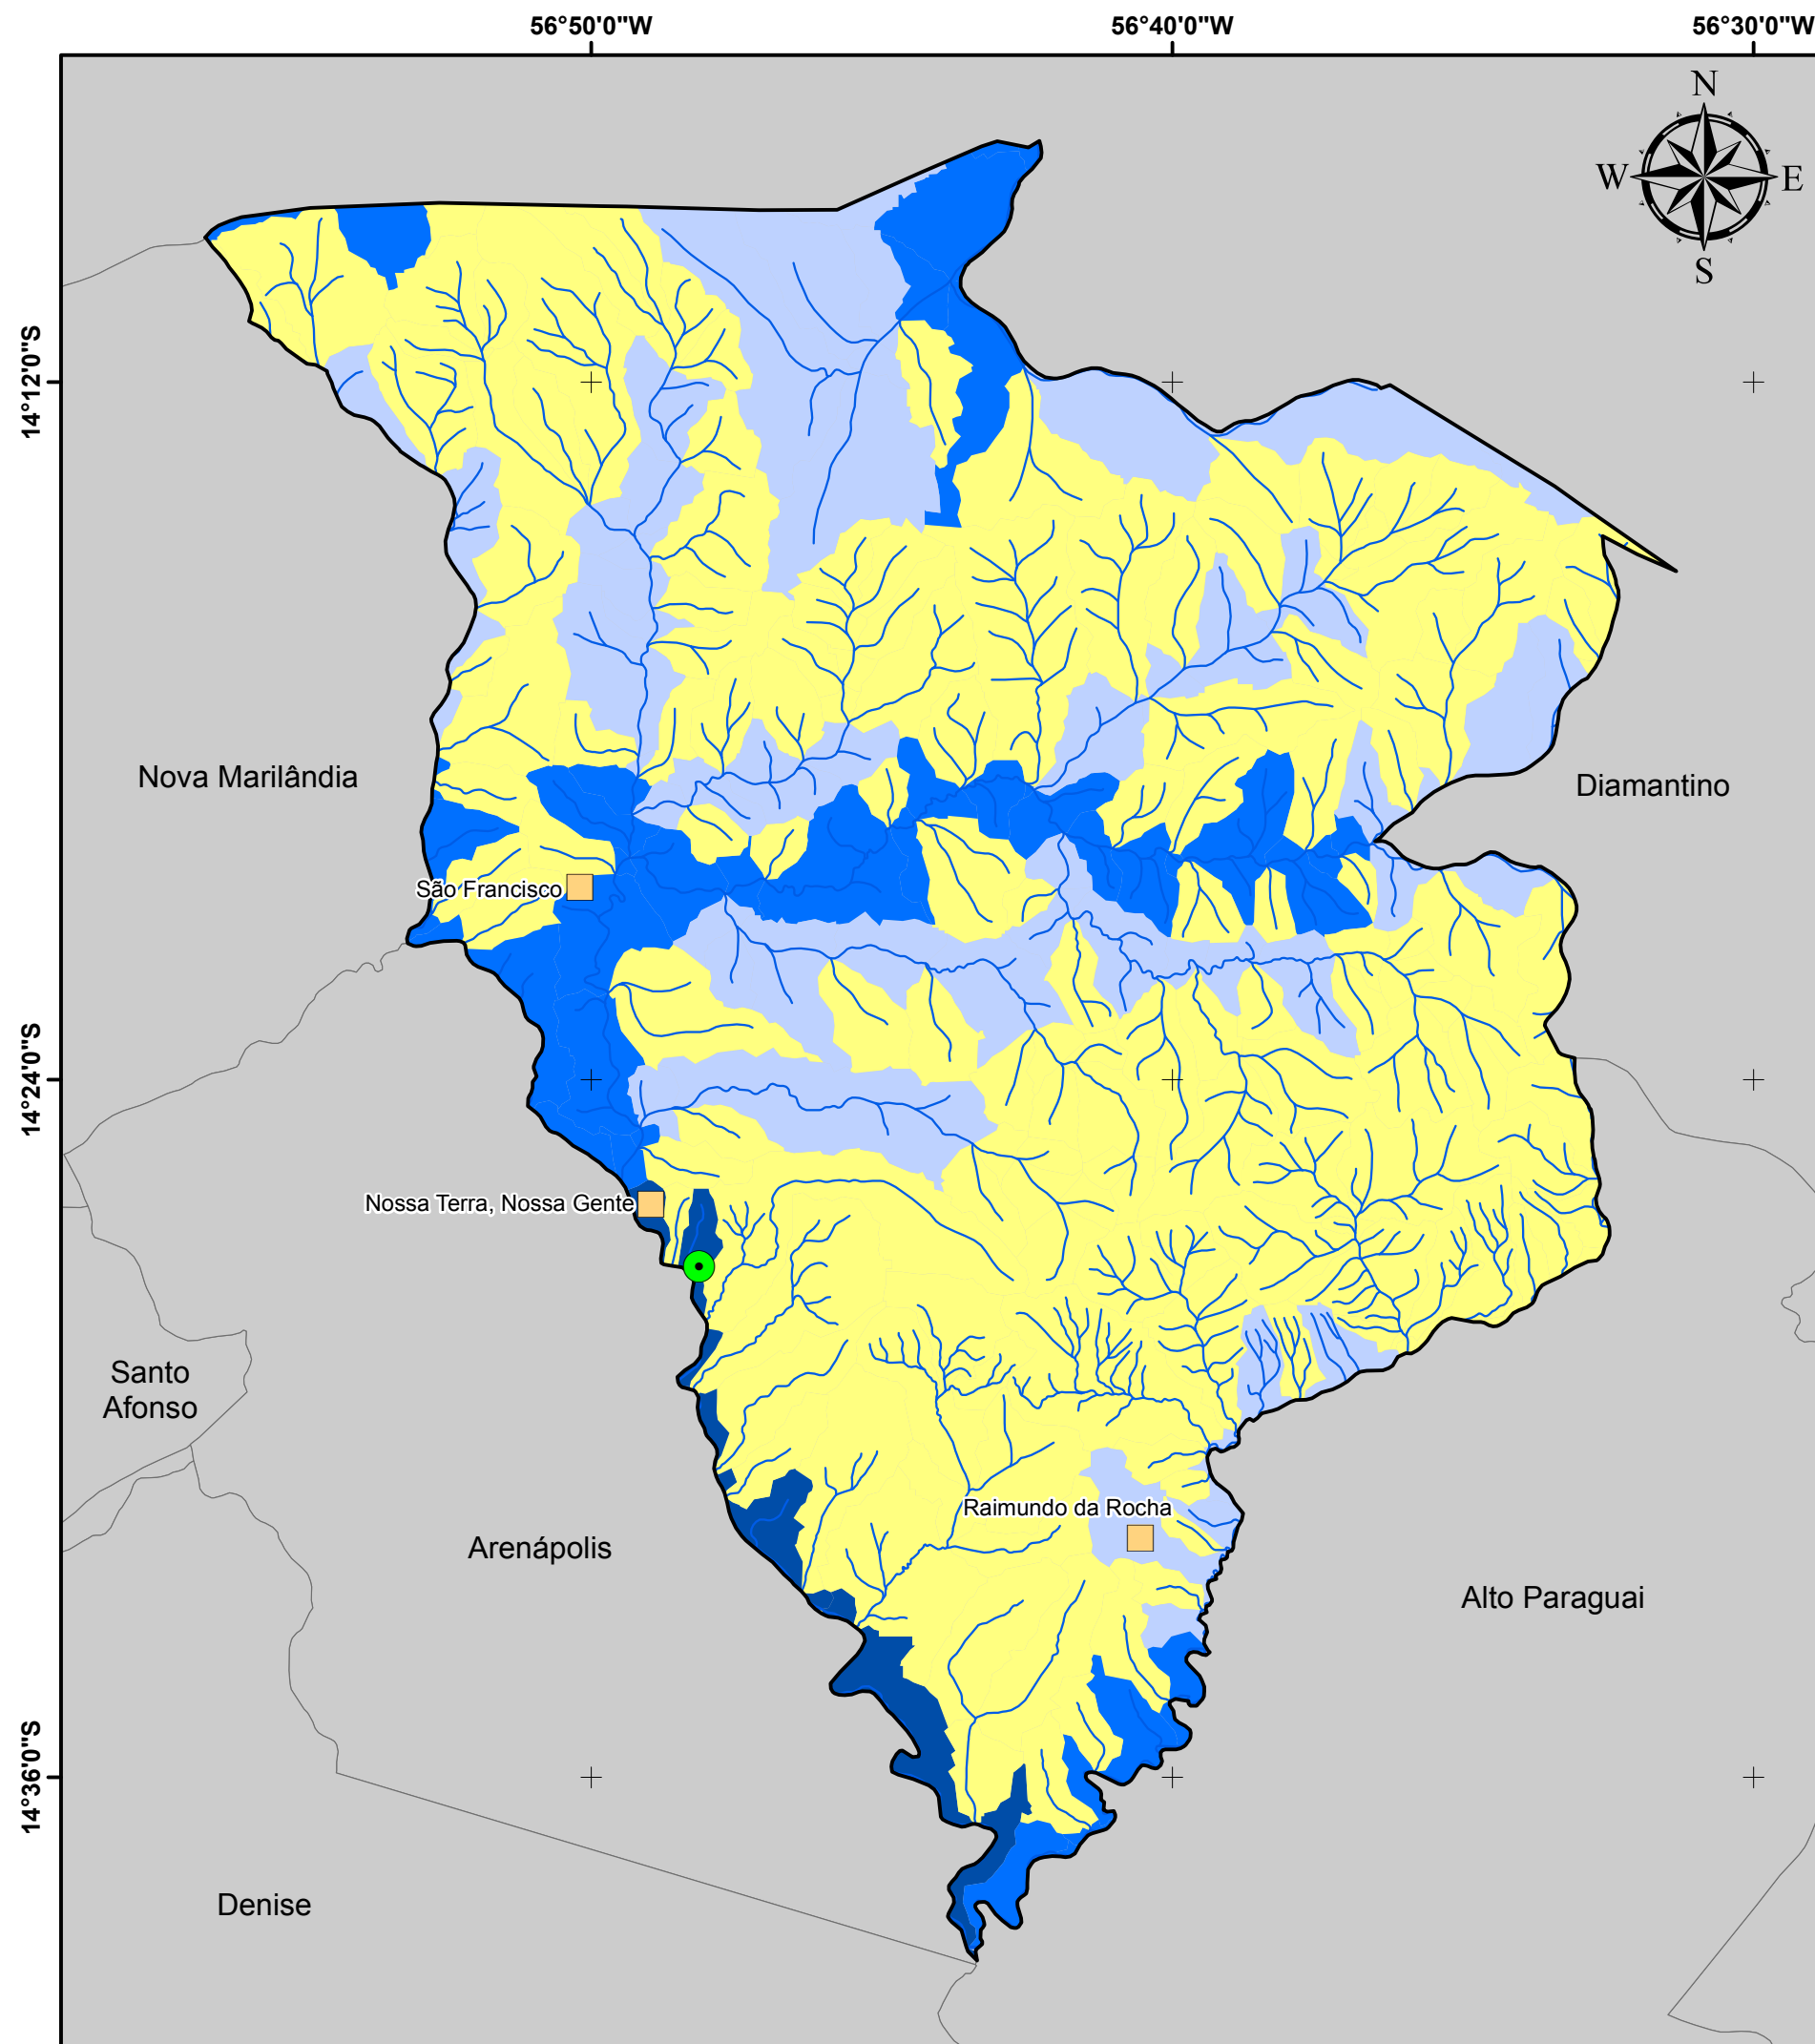 56°50'0"W
56°40'0"W
56°30'0"W
N
W
E
S
14°12'0"S
Nova Marilândia
Diamantino
São Francisco
14°24'0"S
Nossa Terra, Nossa Gente
Santo
Afonso
Raimundo da Rocha
Arenápolis
Alto Paraguai
14°36'0"S
Denise